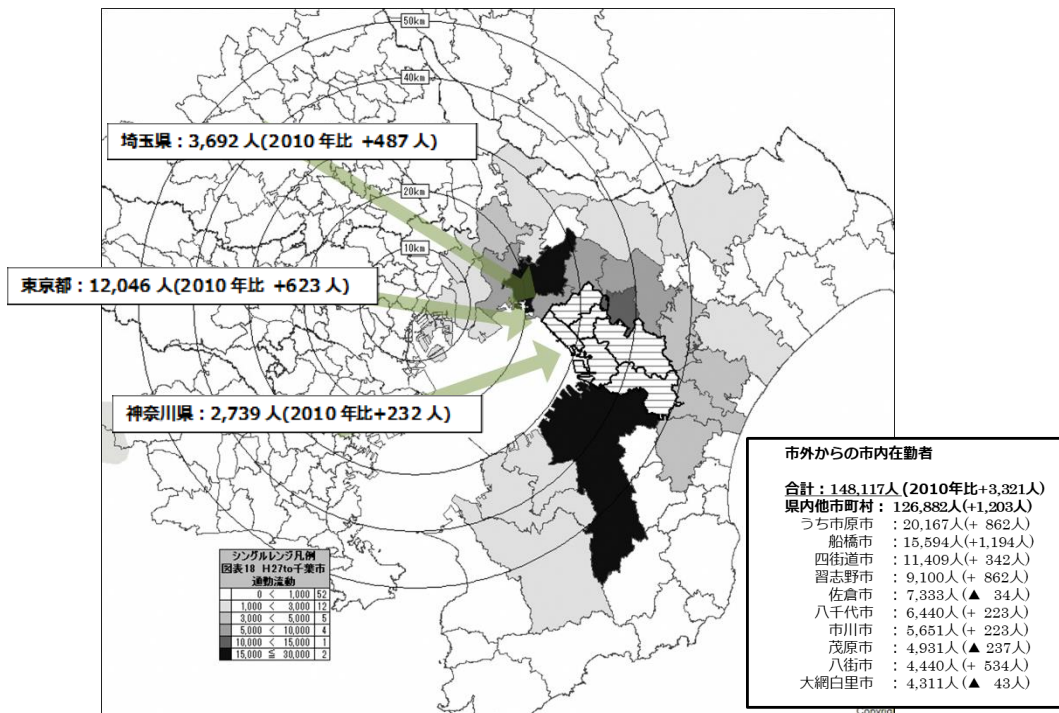 50km
40km
埼玉県：3,692 人(2010 年比 +487 人)
20km
10km
東京都：12,046 人(2010 年比 +623 人)
神奈川県：2,739 人(2010 年比+232 人)
市外からの市内在勤者
合計：148,117人(2010年比+3,321人)
県内他市町村：126,882人(+1,203人)
うち市原市 ：20,167人(+ 862人)
船橋市 ：15,594人(+1,194人)
四街道市 ：11,409人(+ 342人)
習志野市 ：9,100人(+ 862人)
佐倉市 ：7,333人(▲ 34人)
八千代市 ：6,440人(+ 223人)
市川市 ：5,651人(+ 223人)
茂原市 ：4,931人(▲ 237人)
八街市 ：4,440人(+ 534人)
大網白里市 ：4,311人(▲ 43人)
シングルレンジ凡例
図表18 H27to千葉市
通勤流動
0 < 1,000 52
1,000 < 3,000 12
3,000 < 5,000 5
5,000 < 10,000 4
10,000 < 15,000 1
15,000 ≦ 30,000 2